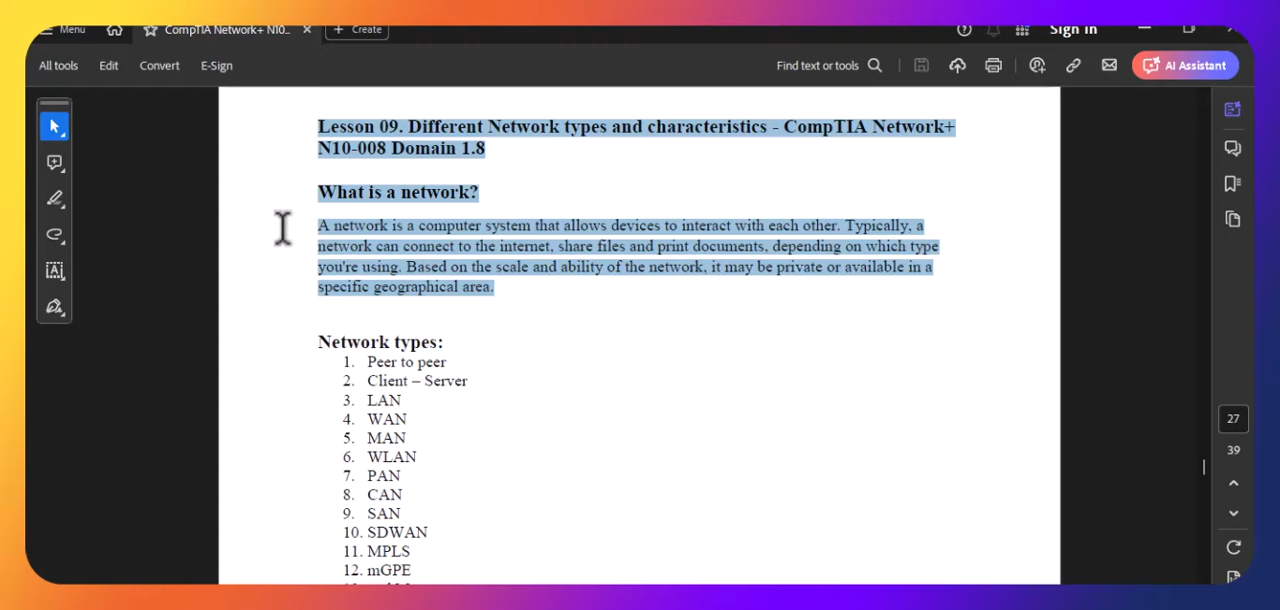 Menu
CompTIA Network+ N10...
Create
Sign in
All tools
Edit
Convert
E-Sign
Find text or tools
AI Assistant
Lesson 09. Different Network types and characteristics - CompTIA Network+
N10-008 Domain 1.8
What is a network?
A network is a computer system that allows devices to interact with each other. Typically, a
network can connect to the internet, share files and print documents, depending on which type
you're using. Based on the scale and ability of the network, it may be private or available in a
specific geographical area.
Network types:
1. Peer to peer
2. Client – Server
3. LAN
4. WAN
5. MAN
6. WLAN
7. PAN
8. CAN
9. SAN
10. SDWAN
11. MPLS
12. mGPE
27
39